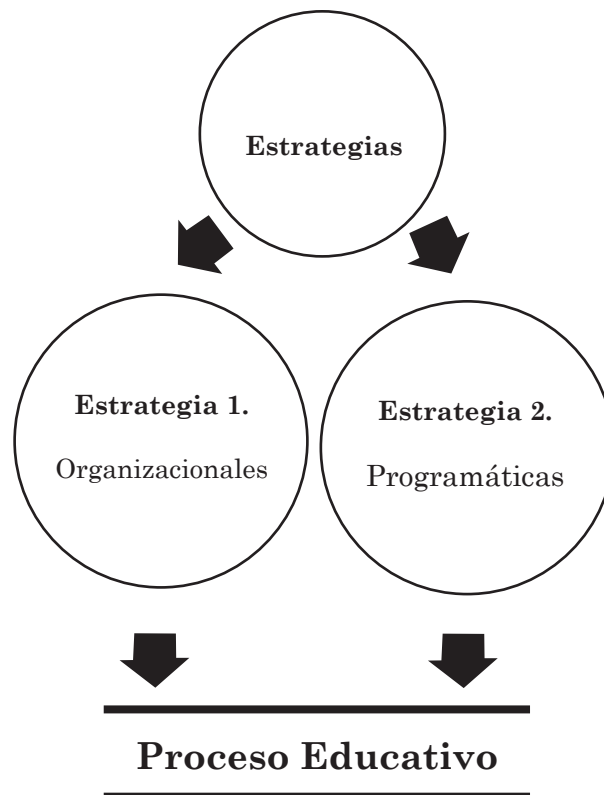 Estrategias
Estrategia 1.
Organizacionales
Estrategia 2.
Programáticas
Proceso Educativo